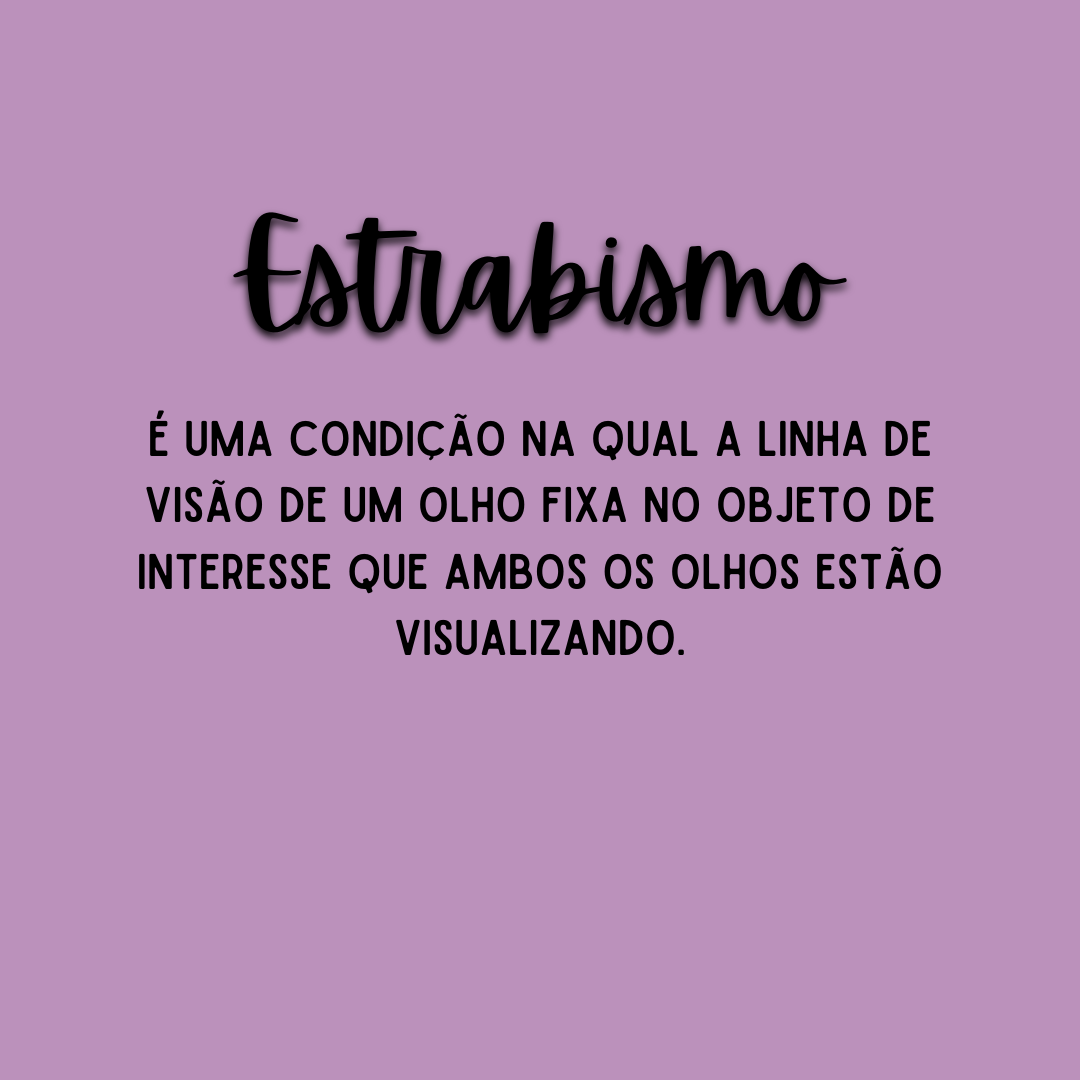 Estrabismo
É UMA CONDIÇÃO NA QUAL A LINHA DE
VISÃO DE UM OLHO FIXA NO OBJETO DE
INTERESSE QUE AMBOS OS OLHOS ESTÃO
VISUALIZANDO.